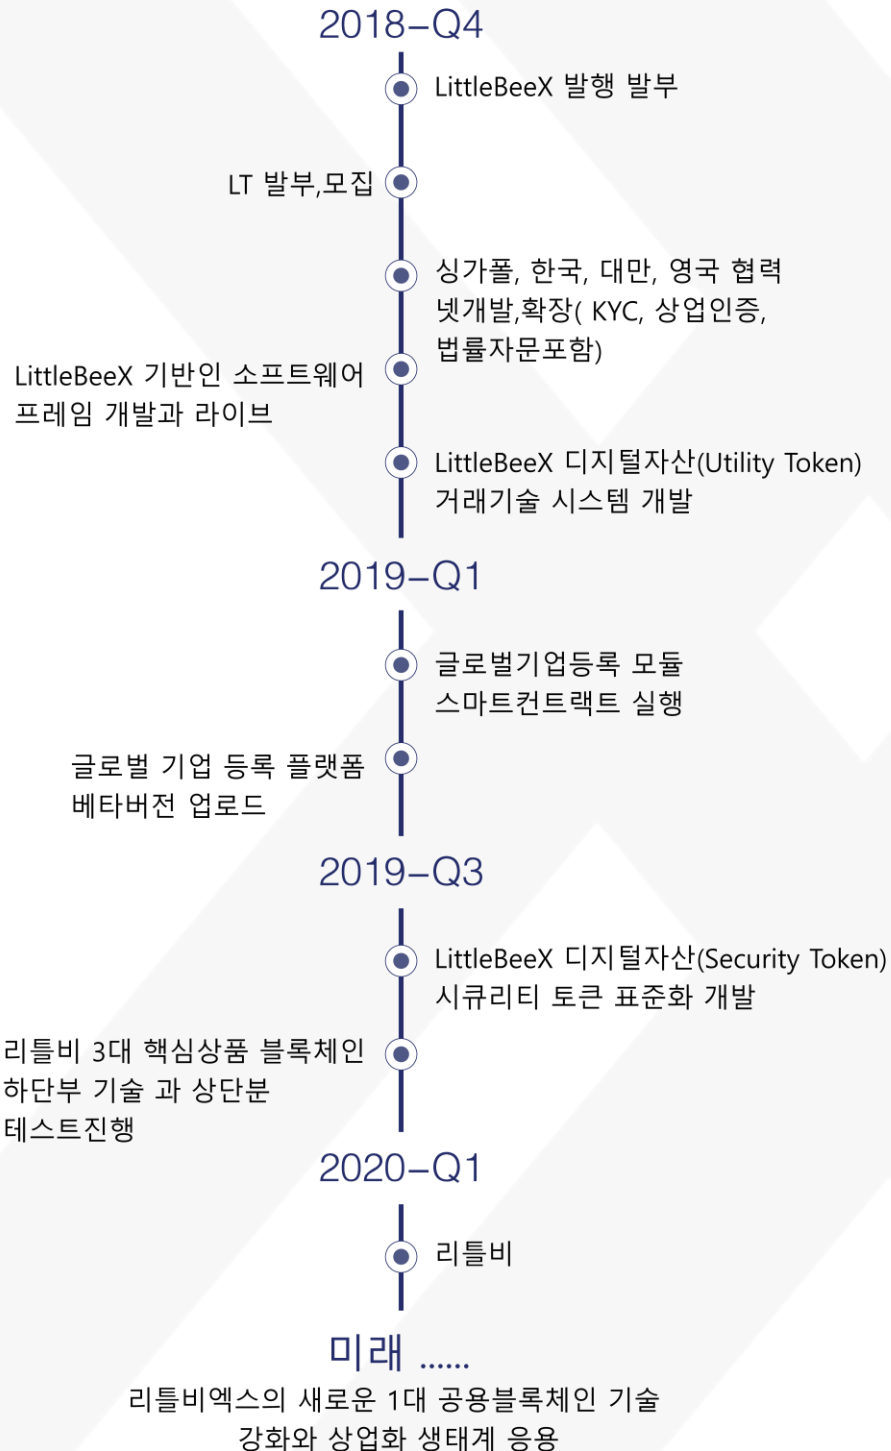 2018-Q4
LittleBeeX 발행 발부
LT 발부,모집
싱가폴, 한국, 대만, 영국 협력
넷개발,확장( KYC, 상업인증,
법률자문포함)
LittleBeeX 기반인 소프트웨어
프레임 개발과 라이브
LittleBeeX 디지털자산(Utility Token)
거래기술 시스템 개발
2019-Q1
글로벌기업등록 모듈
스마트컨트랙트 실행
글로벌 기업 등록 플랫폼
베타버전 업로드
2019-Q3
LittleBeeX 디지털자산(Security Token)
시큐리티 토큰 표준화 개발
리틀비 3대 핵심상품 블록체인
하단부 기술 과 상단분
테스트진행
2020-Q1
리틀비
미래 ......
리틀비엑스의 새로운 1대 공용블록체인 기술
강화와 상업화 생태계 응용